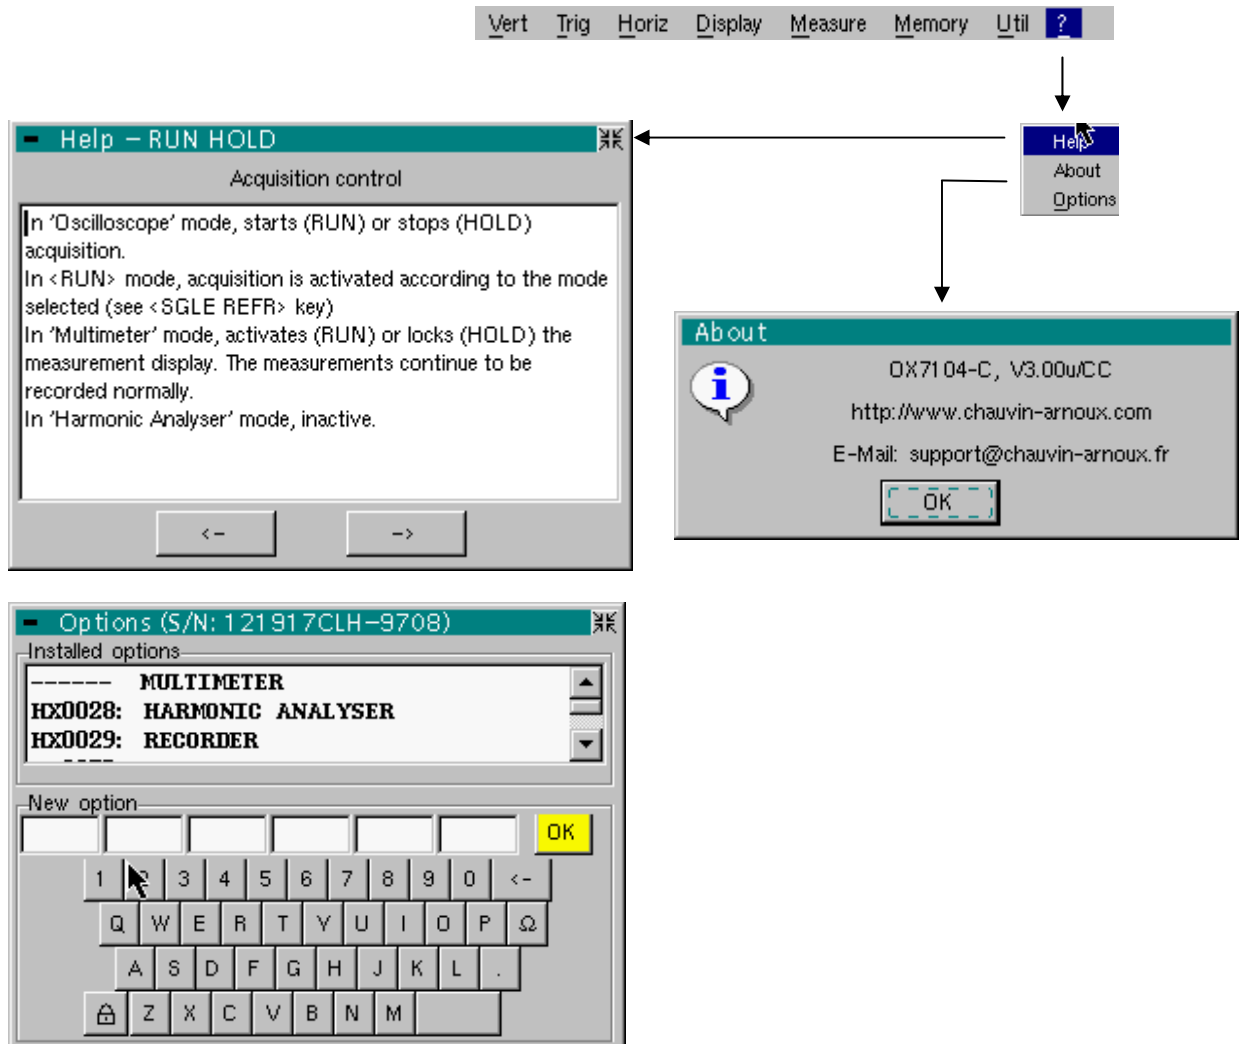 Vert Trig Horiz Display Measure Memory Util ?
Help
About
Options
Help – RUN HOLD
Acquisition control
In 'Oscilloscope' mode, starts (RUN) or stops (HOLD)
acquisition.
In <RUN> mode, acquisition is activated according to the mode
selected (see <SGLE REFR> key)
In 'Multimeter' mode, activates (RUN) or locks (HOLD) the
measurement display. The measurements continue to be
recorded normally.
In 'Harmonic Analyser' mode, inactive.
<- ->
About
OX7104-C, V3.00u/CC
http://www.chauvin-arnoux.com
E-Mail: support@chauvin-arnoux.fr
OK
Options (S/N: 121917CLH-9708)
Installed options
------ MULTIMETER
HX0028: HARMONIC ANALYSER
HX0029: RECORDER
New option
OK
1 2 3 4 5 6 7 8 9 0 <-
Q W E R T Y U I O P Ω
A S D F G H J K L .
Z X C V B N M